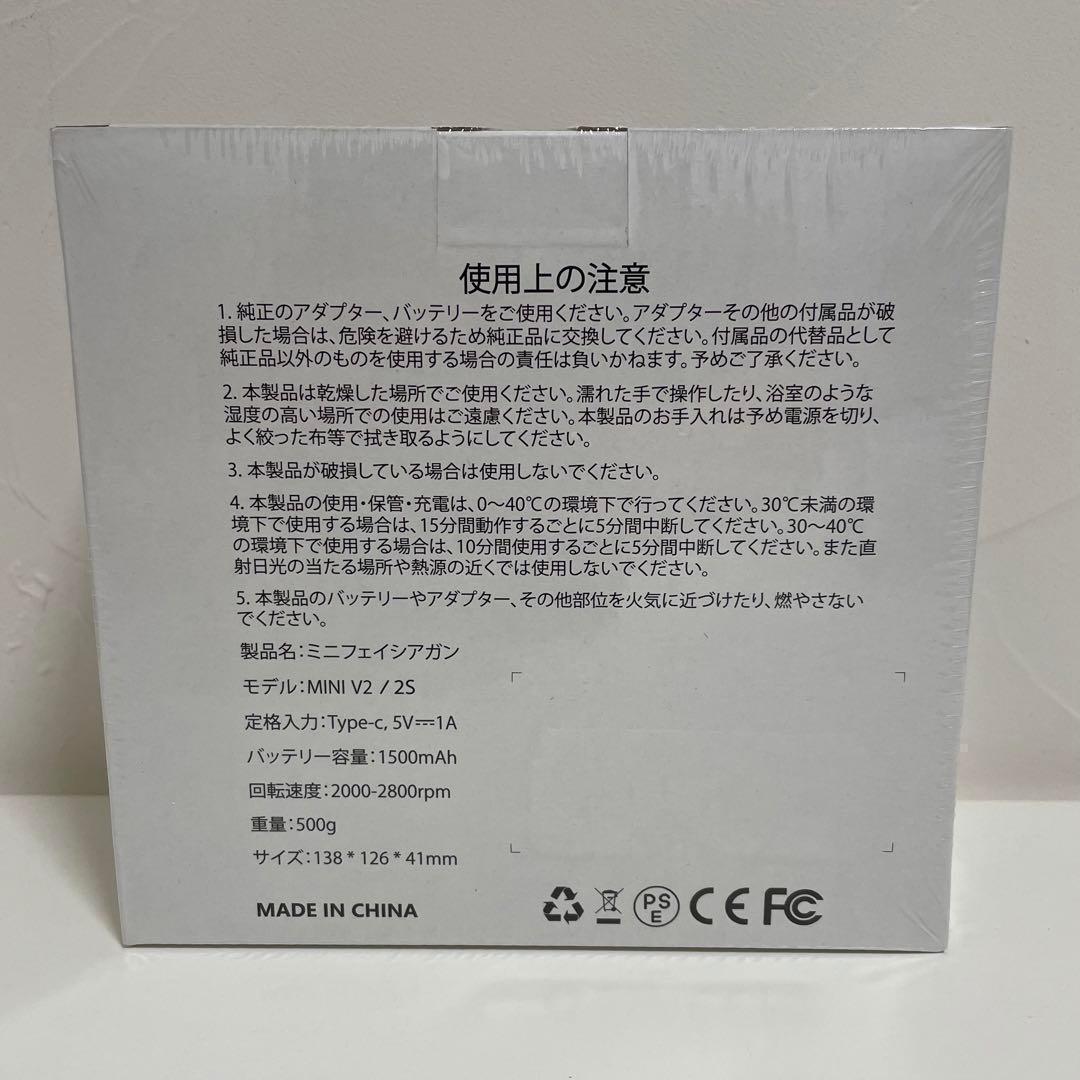 使用上の注意
1. 純正のアダプター、バッテリーをご使用ください。アダプターその他の付属品が破
損した場合は、危険を避けるため純正品に交換してください。付属品の代替品として
純正品以外のものを使用する場合の責任は負いかねます。予めご了承ください。
2. 本製品は乾燥した場所でご使用ください。濡れた手で操作したり、浴室のような
湿度の高い場所での使用はご遠慮ください。本製品のお手入れは予め電源を切り、
よく絞った布等で拭き取るようにしてください。
3. 本製品が破損している場合は使用しないでください。
4. 本製品の使用・保管・充電は、0〜40℃の環境下で行ってください。30℃未満の環
境下で使用する場合は、15分間動作するごとに5分間中断してください。30〜40℃
の環境下で使用する場合は、10分間使用するごとに5分間中断してください。また直
射日光の当たる場所や熱源の近くでは使用しないでください。
5. 本製品のバッテリーやアダプター、その他部位を火気に近づけたり、燃やさない
でください。
製品名：ミニフェイシアガン
モデル：MINI V2 / 2S
定格入力：Type-c, 5V⎓1A
バッテリー容量：1500mAh
回転速度：2000-2800rpm
重量：500g
サイズ：138 * 126 * 41mm
MADE IN CHINA
PSE CE FC